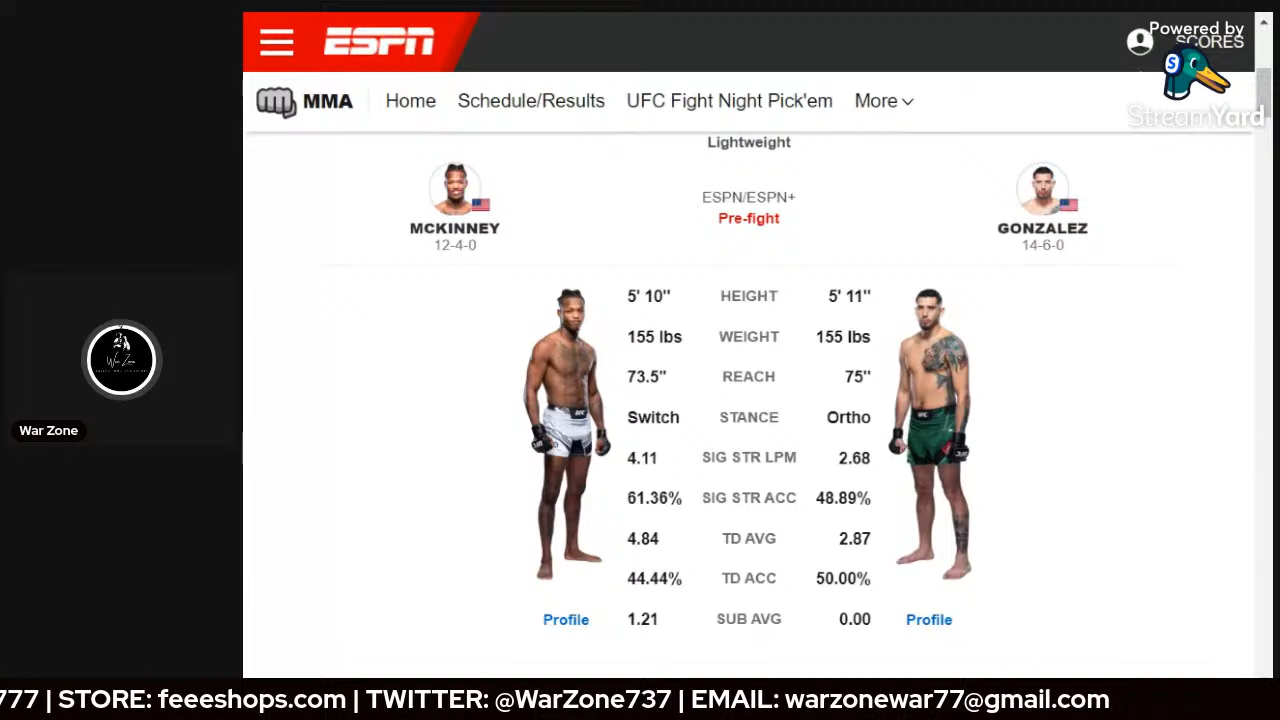 ESPN
SCORES
Powered by
StreamYard
MMA Home Schedule/Results UFC Fight Night Pick'em More
Lightweight
MCKINNEY
12-4-0
ESPN/ESPN+
Pre-fight
GONZALEZ
14-6-0
5' 10" HEIGHT 5' 11"
155 lbs WEIGHT 155 lbs
73.5" REACH 75"
Switch STANCE Ortho
4.11 SIG STR LPM 2.68
61.36% SIG STR ACC 48.89%
4.84 TD AVG 2.87
44.44% TD ACC 50.00%
Profile 1.21 SUB AVG 0.00 Profile
War Zone
War Zone
777 | STORE: feeeshops.com | TWITTER: @WarZone737 | EMAIL: warzonewar77@gmail.com